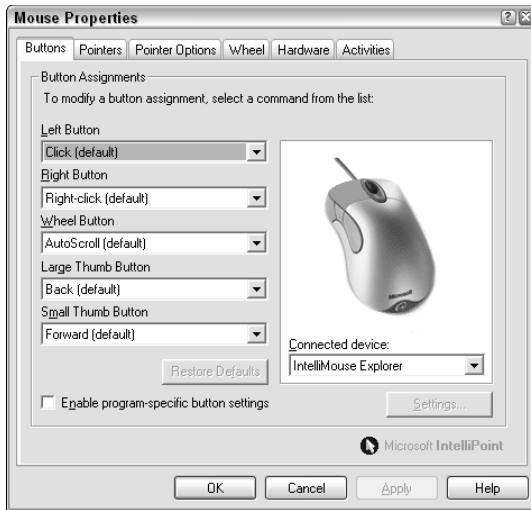 Mouse Properties
Buttons Pointers Pointer Options Wheel Hardware Activities
Button Assignments
To modify a button assignment, select a command from the list:
Left Button
Click (default)
Right Button
Right-click (default)
Wheel Button
AutoScroll (default)
Large Thumb Button
Back (default)
Small Thumb Button
Forward (default)
Microsoft
Connected device:
IntelliMouse Explorer
Restore Defaults
Enable program-specific button settings
Settings...
Microsoft IntelliPoint
OK Cancel Apply Help